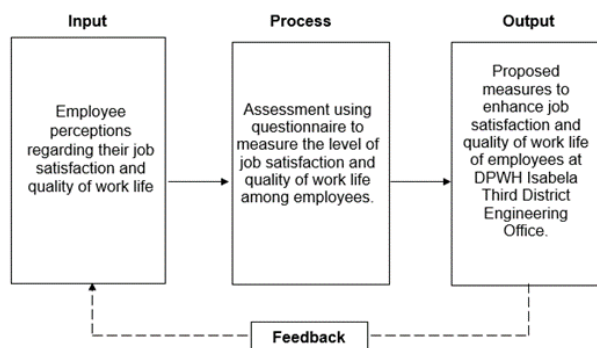 Input
Process
Output
Employee
perceptions
regarding their job
satisfaction and
quality of work life
Assessment using
questionnaire to
measure the level of
job satisfaction and
quality of work life
among employees.
Proposed
measures to
enhance job
satisfaction and
quality of work life
of employees at
DPWH Isabela
Third District
Engineering
Office.
Feedback